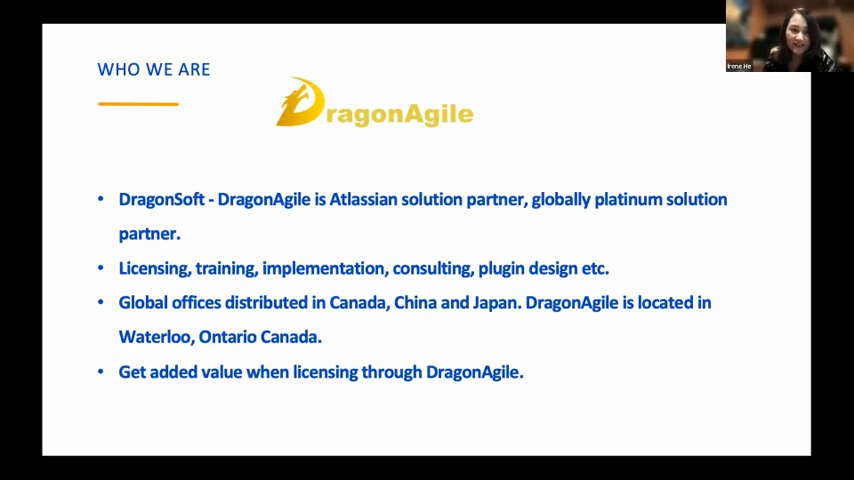 Irene He
WHO WE ARE
DragonAgile
• DragonSoft - DragonAgile is Atlassian solution partner, globally platinum solution
partner.
• Licensing, training, implementation, consulting, plugin design etc.
• Global offices distributed in Canada, China and Japan. DragonAgile is located in
Waterloo, Ontario Canada.
• Get added value when licensing through DragonAgile.